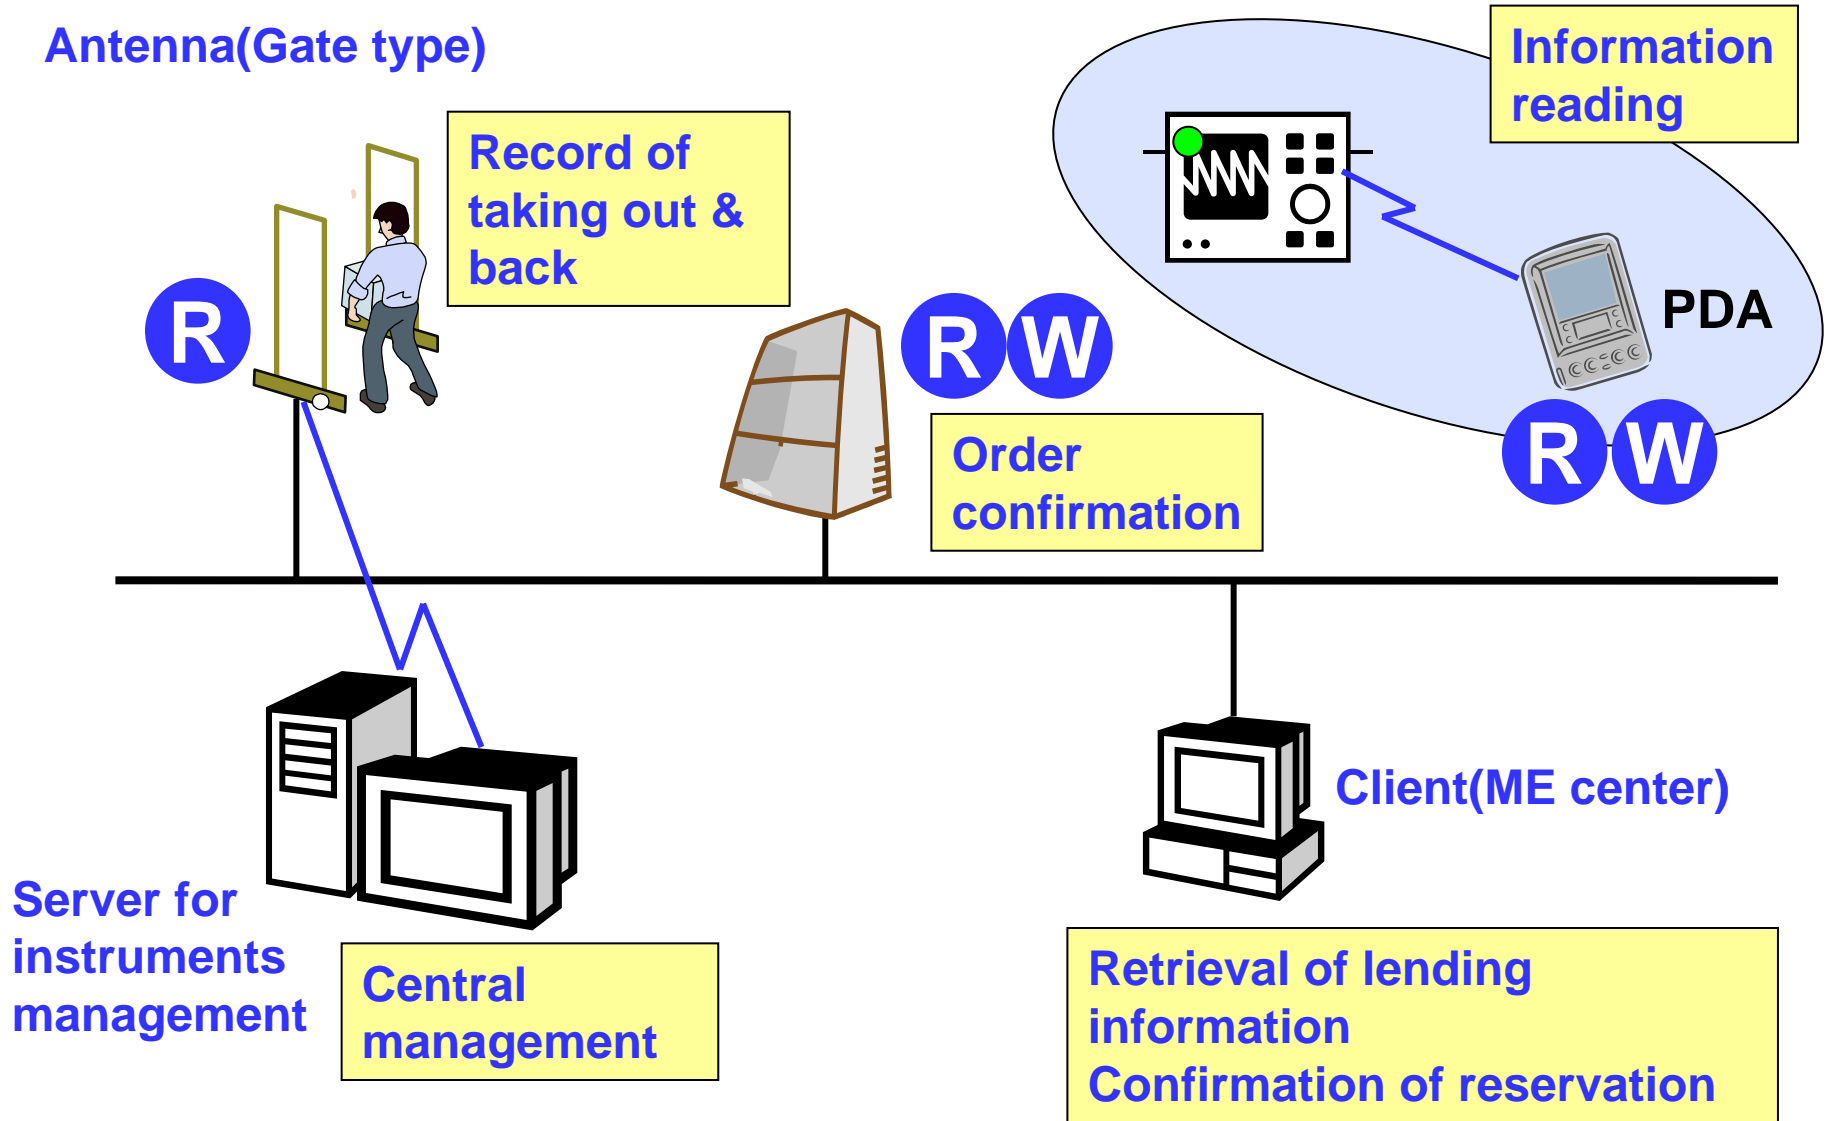 Antenna(Gate type)
Record of
taking out &
back
R
R W
Order
confirmation
Information
reading
PDA
R W
Server for
instruments
management
Central
management
Client(ME center)
Retrieval of lending
information
Confirmation of reservation